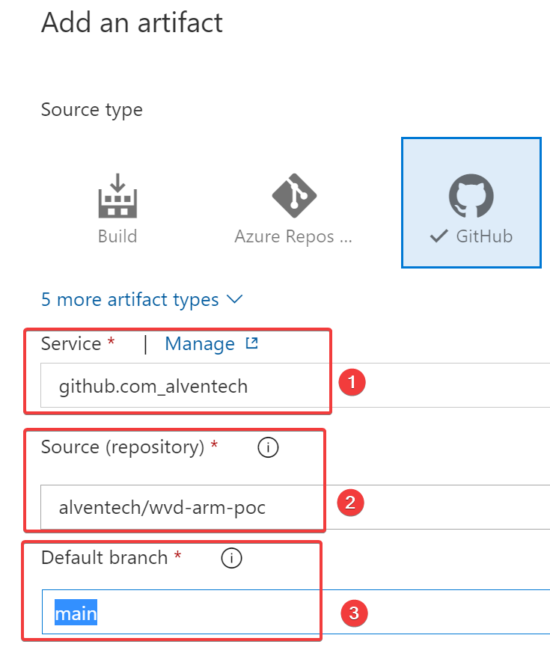 Add an artifact
Source type
Build
Azure Repos ...
GitHub
5 more artifact types
Service * | Manage
github.com_alventech
1
Source (repository) *
alventech/wvd-arm-poc
2
Default branch *
main
3